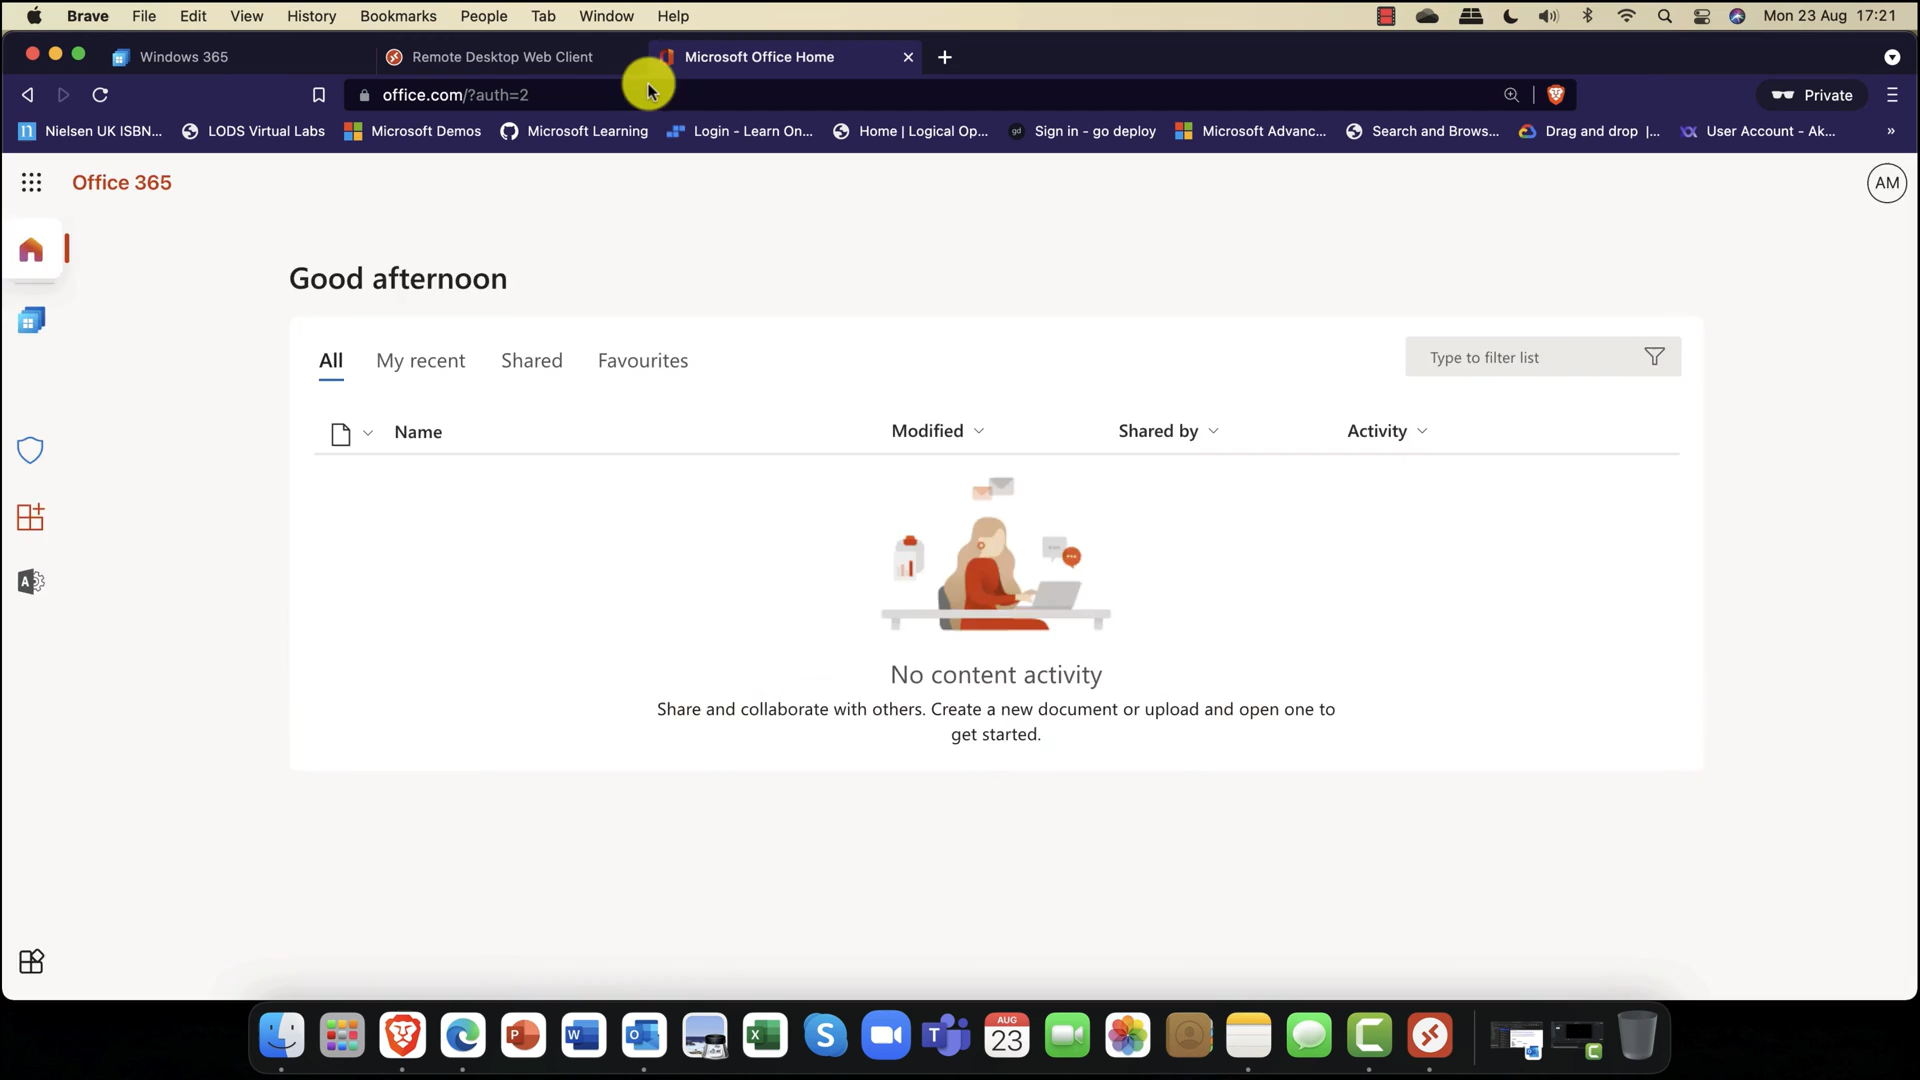 Brave File Edit View History Bookmarks People Tab Window Help Mon 23 Aug 17:21
Windows 365 Remote Desktop Web Client Microsoft Office Home
office.com/?auth=2 Private
Nielsen UK ISBN... LODS Virtual Labs Microsoft Demos Microsoft Learning Login - Learn On... Home | Logical Op... gd Sign in - go deploy Microsoft Advanc... Search and Brows... Drag and drop |... User Account - Ak... »
Office 365 AM
Good afternoon
All My recent Shared Favourites Type to filter list
Name Modified Shared by Activity
No content activity
Share and collaborate with others. Create a new document or upload and open one to
get started.
AUG
23